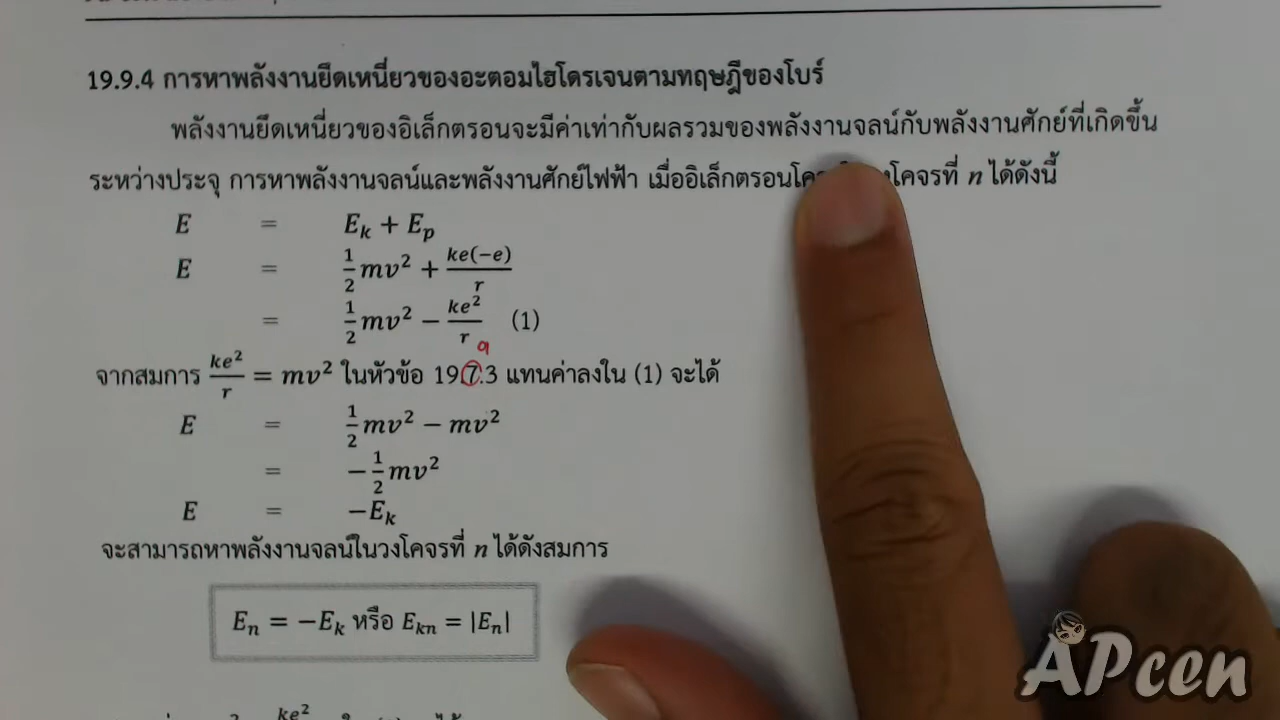 19.9.4 การหาพลังงานยึดเหนี่ยวของอะตอมไฮโดรเจนตามทฤษฎีของโบร์
พลังงานยึดเหนี่ยวของอิเล็กตรอนจะมีค่าเท่ากับผลรวมของพลังงานจลน์กับพลังงานศักย์ที่เกิดขึ้น
ระหว่างประจุ การหาพลังงานจลน์และพลังงานศักย์ไฟฟ้า เมื่ออิเล็กตรอนโคจร n ได้ดังนี้
E = E_k + E_p
E = 1/2 mv² + ke(−e)/r
= 1/2 mv² − ke²/r (1)
9
จากสมการ ke²/r = mv² ในหัวข้อ 19.7.3 แทนค่าลงใน (1) จะได้
E = 1/2 mv² − mv²
= −1/2 mv²
E = −E_k
จะสามารถหาพลังงานจลน์ในวงโคจรที่ n ได้ดังสมการ
E_n = −E_k หรือ E_kn = |E_n|
ke²
APcen